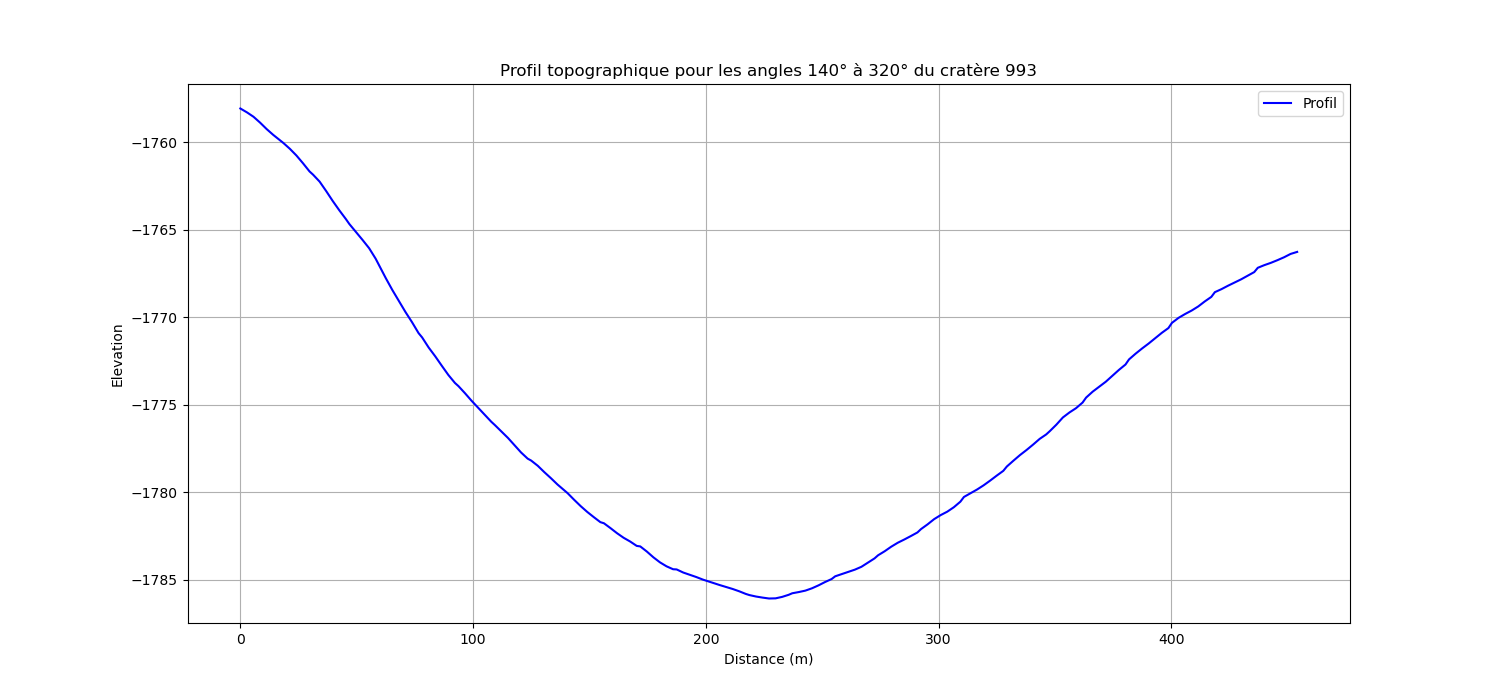 Profil topographique pour les angles 140° à 320° du cratère 993
Profil
Elevation
−1760
−1765
−1770
−1775
−1780
−1785
0 100 200 300 400
Distance (m)